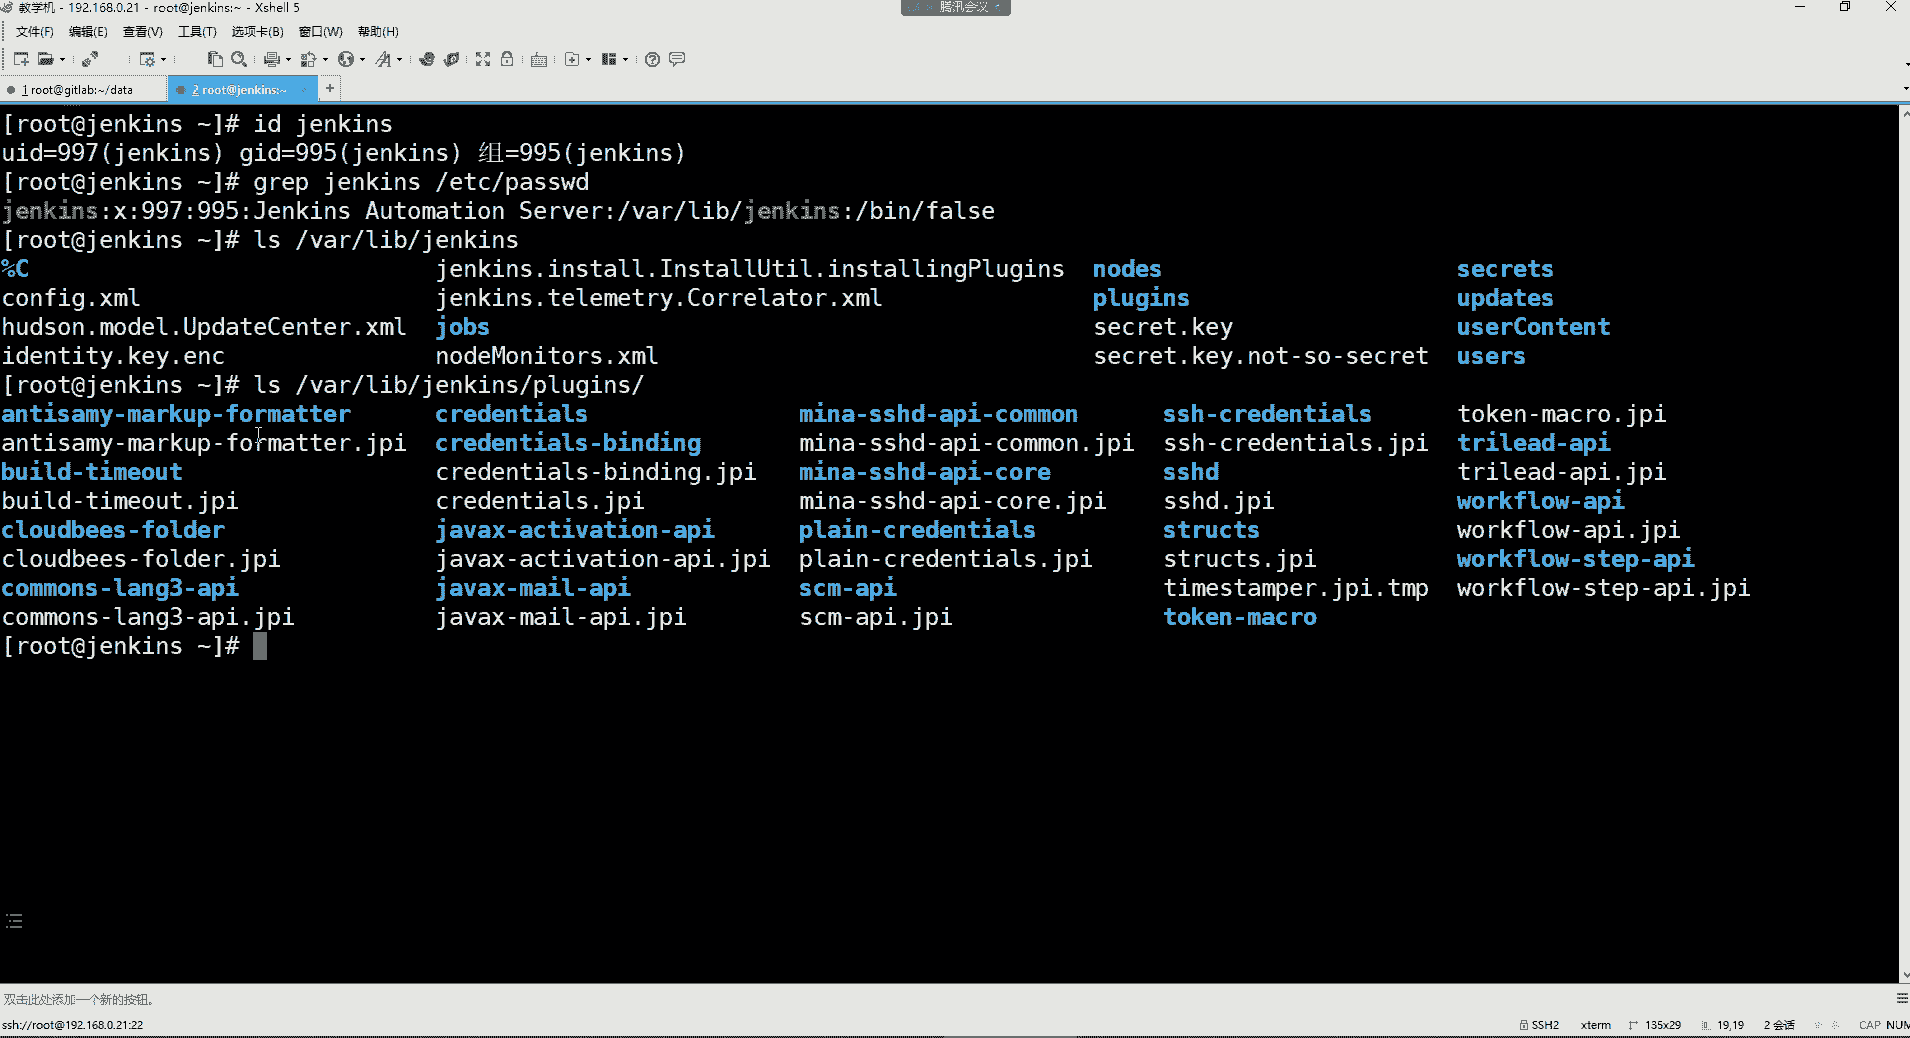 教学机 - 192.168.0.21 - root@jenkins:~ - Xshell 5
腾讯会议
文件(F) 编辑(E) 查看(V) 工具(T) 选项卡(B) 窗口(W) 帮助(H)
1 root@gitlab:~/data 2 root@jenkins:~ +
[root@jenkins ~]# id jenkins
uid=997(jenkins) gid=995(jenkins) 组=995(jenkins)
[root@jenkins ~]# grep jenkins /etc/passwd
jenkins:x:997:995:Jenkins Automation Server:/var/lib/jenkins:/bin/false
[root@jenkins ~]# ls /var/lib/jenkins
%C jenkins.install.InstallUtil.installingPlugins nodes secrets
config.xml jenkins.telemetry.Correlator.xml plugins updates
hudson.model.UpdateCenter.xml jobs secret.key userContent
identity.key.enc nodeMonitors.xml secret.key.not-so-secret users
[root@jenkins ~]# ls /var/lib/jenkins/plugins/
antisamy-markup-formatter credentials mina-sshd-api-common ssh-credentials token-macro.jpi
antisamy-markup-formatter.jpi credentials-binding mina-sshd-api-common.jpi ssh-credentials.jpi trilead-api
build-timeout credentials-binding.jpi mina-sshd-api-core sshd trilead-api.jpi
build-timeout.jpi credentials.jpi mina-sshd-api-core.jpi sshd.jpi workflow-api
cloudbees-folder javax-activation-api plain-credentials structs workflow-api.jpi
cloudbees-folder.jpi javax-activation-api.jpi plain-credentials.jpi structs.jpi workflow-step-api
commons-lang3-api javax-mail-api scm-api timestamper.jpi.tmp workflow-step-api.jpi
commons-lang3-api.jpi javax-mail-api.jpi scm-api.jpi token-macro
[root@jenkins ~]#
双击此处添加一个新的按钮。
ssh://root@192.168.0.21:22 SSH2 xterm 135x29 19,19 2 会话 CAP NUM